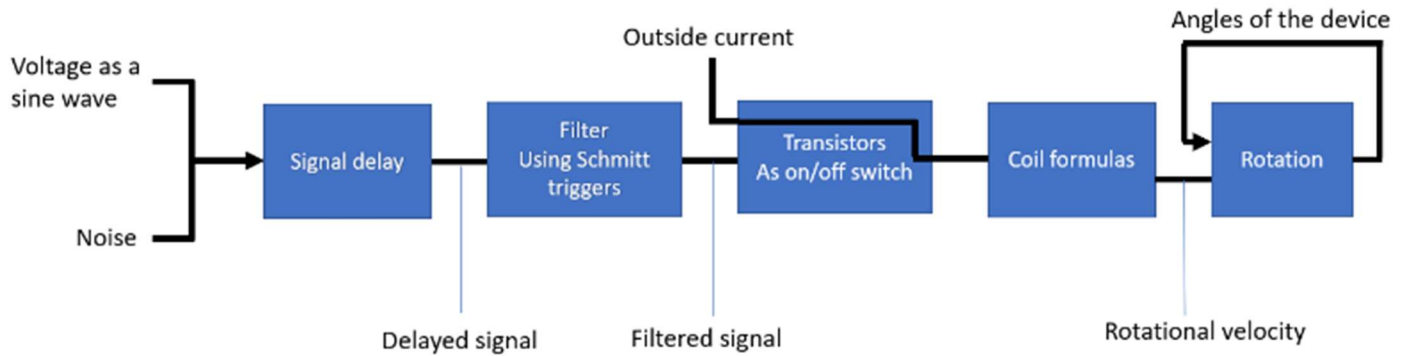 Angles of the device
Outside current
Voltage as a
sine wave
Signal delay
Filter
Using Schmitt
triggers
Transistors
As on/off switch
Coil formulas
Rotation
Noise
Delayed signal
Filtered signal
Rotational velocity